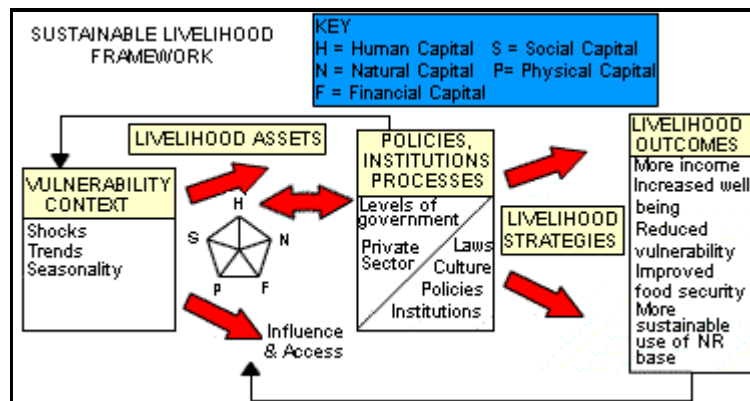 SUSTAINABLE LIVELIHOOD
FRAMEWORK
KEY
H = Human Capital S = Social Capital
N = Natural Capital P= Physical Capital
F = Financial Capital
LIVELIHOOD ASSETS
VULNERABILITY
CONTEXT
Shocks
Trends
Seasonality
H
S
N
P
F
Influence
& Access
POLICIES,
INSTITUTIONS
PROCESSES
Levels of
government
Private
Sector
Laws
Culture
Policies
Institutions
LIVELIHOOD
STRATEGIES
LIVELIHOOD
OUTCOMES
More income
Increased well
being
Reduced
vulnerability
Improved
food security
More
sustainable
use of NR
base